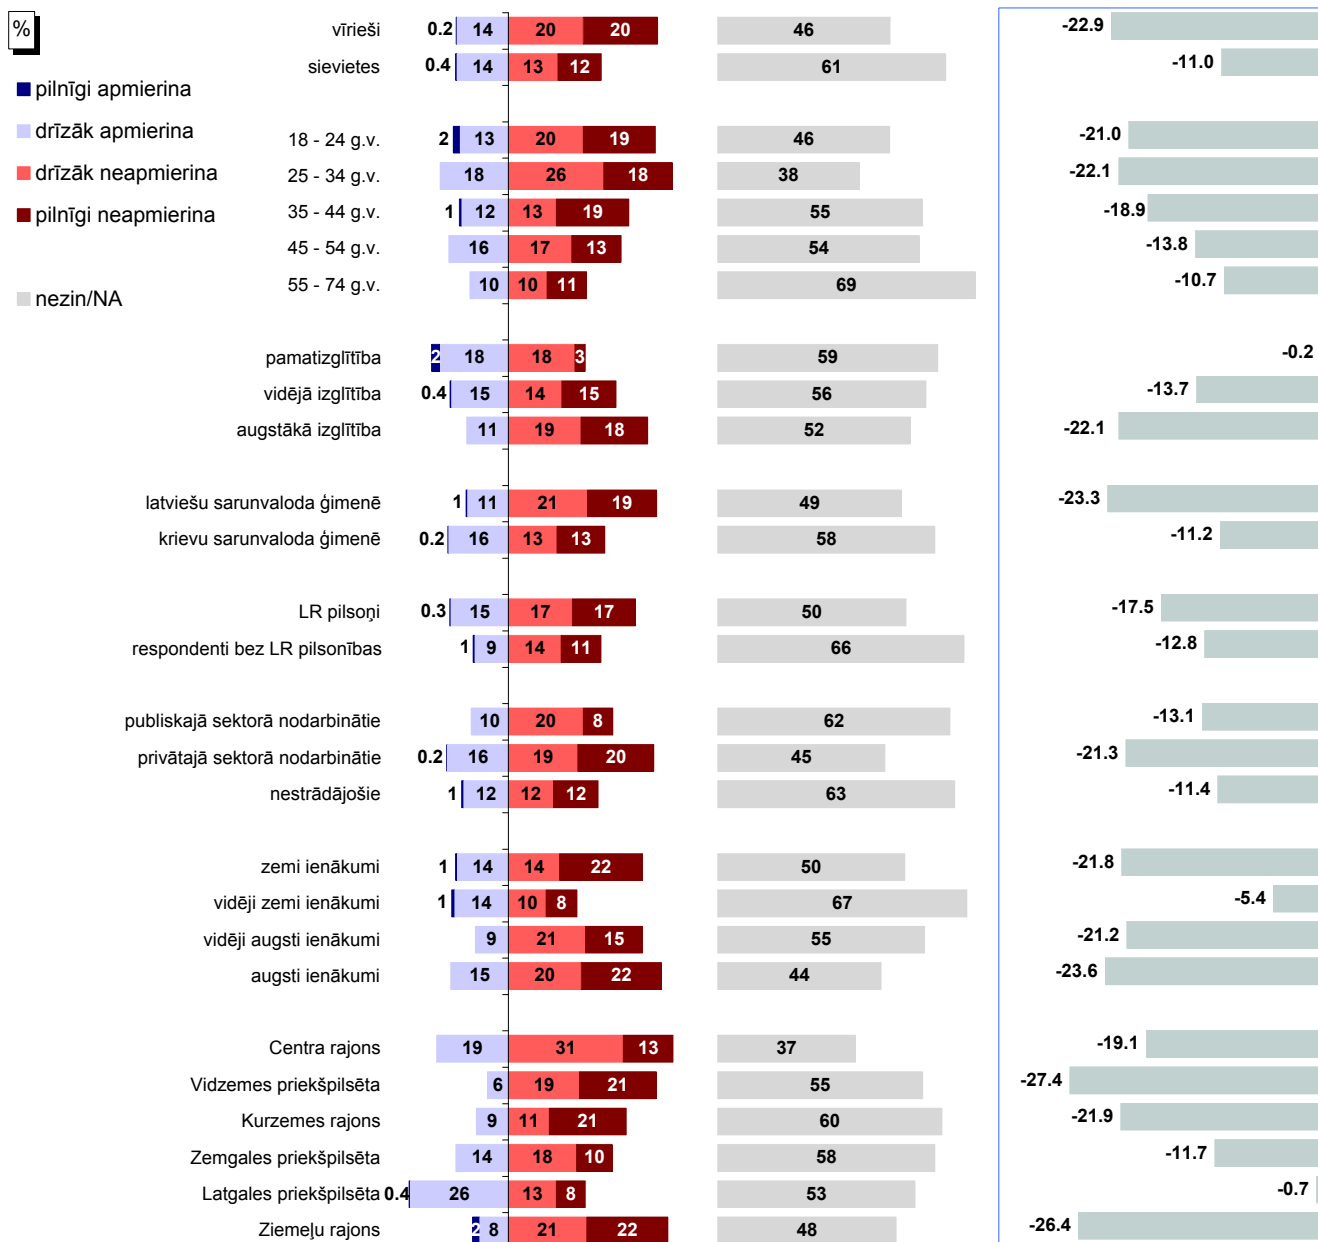 %
pilnīgi apmierina
drīzāk apmierina
drīzāk neapmierina
pilnīgi neapmierina
nezin/NA
vīrieši 0.2 14 20 20 46 -22.9
sievietes 0.4 14 13 12 61 -11.0
18 - 24 g.v. 2 13 20 19 46 -21.0
25 - 34 g.v. 18 26 18 38 -22.1
35 - 44 g.v. 1 12 13 19 55 -18.9
45 - 54 g.v. 16 17 13 54 -13.8
55 - 74 g.v. 10 10 11 69 -10.7
pamatizglītība 2 18 18 3 59 -0.2
vidējā izglītība 0.4 15 14 15 56 -13.7
augstākā izglītība 11 19 18 52 -22.1
latviešu sarunvaloda ģimenē 1 11 21 19 49 -23.3
krievu sarunvaloda ģimenē 0.2 16 13 13 58 -11.2
LR pilsoņi 0.3 15 17 17 50 -17.5
respondenti bez LR pilsonības 1 9 14 11 66 -12.8
publiskajā sektorā nodarbinātie 10 20 8 62 -13.1
privātajā sektorā nodarbinātie 0.2 16 19 20 45 -21.3
nestrādājošie 1 12 12 12 63 -11.4
zemi ienākumi 1 14 14 22 50 -21.8
vidēji zemi ienākumi 1 14 10 8 67 -5.4
vidēji augsti ienākumi 9 21 15 55 -21.2
augsti ienākumi 15 20 22 44 -23.6
Centra rajons 19 31 13 37 -19.1
Vidzemes priekšpilsēta 6 19 21 55 -27.4
Kurzemes rajons 9 11 21 60 -21.9
Zemgales priekšpilsēta 14 18 10 58 -11.7
Latgales priekšpilsēta 0.4 26 13 8 53 -0.7
Ziemeļu rajons 2 8 21 22 48 -26.4